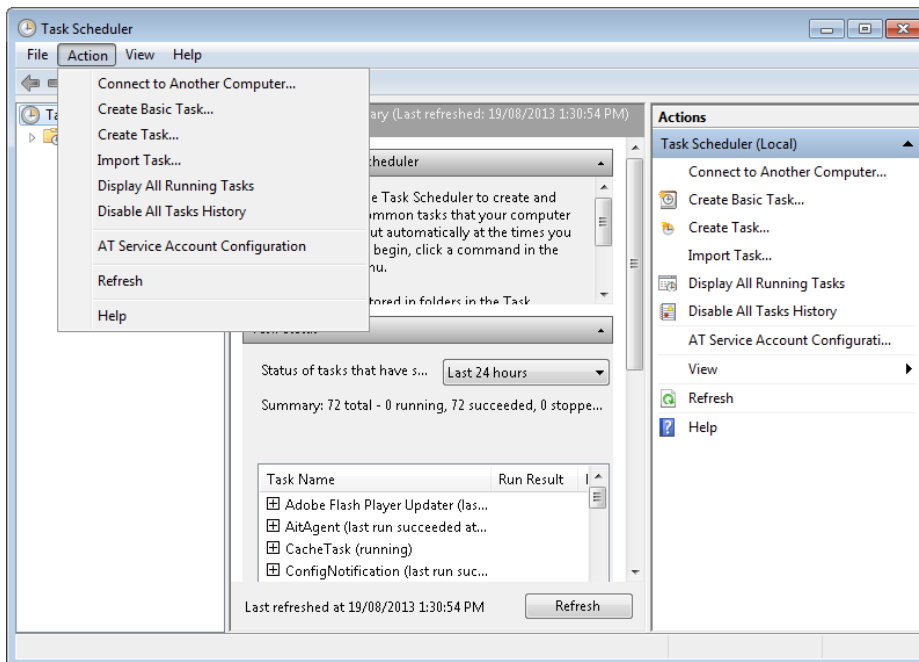 Task Scheduler
File Action View Help
Connect to Another Computer...
Create Basic Task...
Create Task...
Import Task...
Display All Running Tasks
Disable All Tasks History
AT Service Account Configuration
Refresh
Help
(Last refreshed: 19/08/2013 1:30:54 PM)
Task Scheduler to create and
tasks that your computer
automatically at the times you
begin, click a command in the
in folders in the Task
Status of tasks that have s... Last 24 hours
Summary: 72 total - 0 running, 72 succeeded, 0 stoppe...
Task Name Run Result
Adobe Flash Player Updater (las...
AitAgent (last run succeeded at...
CacheTask (running)
ConfigNotification (last run suc...
Last refreshed at 19/08/2013 1:30:54 PM Refresh
Actions
Task Scheduler (Local)
Connect to Another Computer...
Create Basic Task...
Create Task...
Import Task...
Display All Running Tasks
Disable All Tasks History
AT Service Account Configurati...
View
Refresh
Help